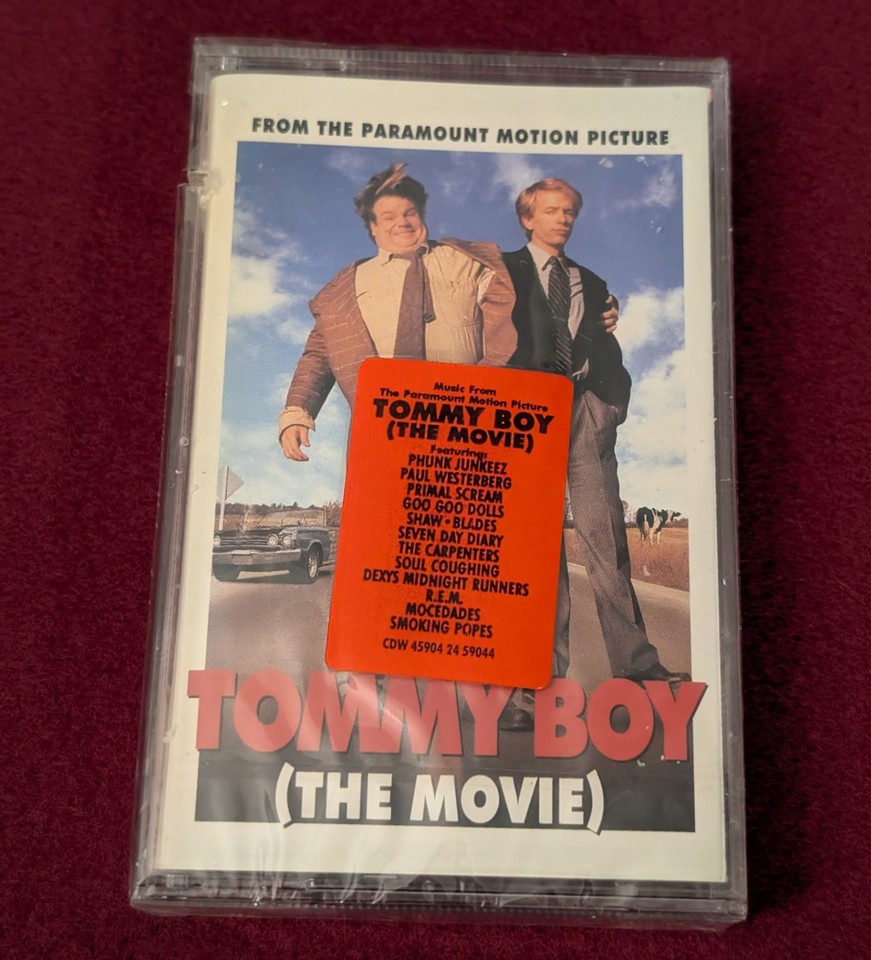 FROM THE PARAMOUNT MOTION PICTURE
Music From
The Paramount Motion Picture
TOMMY BOY
(THE MOVIE)
Featuring:
PHUNK JUNKEEZ
PAUL WESTERBERG
PRIMAL SCREAM
GOO GOO DOLLS
SHAW • BLADES
SEVEN DAY DIARY
THE CARPENTERS
SOUL COUGHING
DEXYS MIDNIGHT RUNNERS
R.E.M.
MOCEDADES
SMOKING POPES
CDW 45904 24 59044
TOMMY BOY
(THE MOVIE)